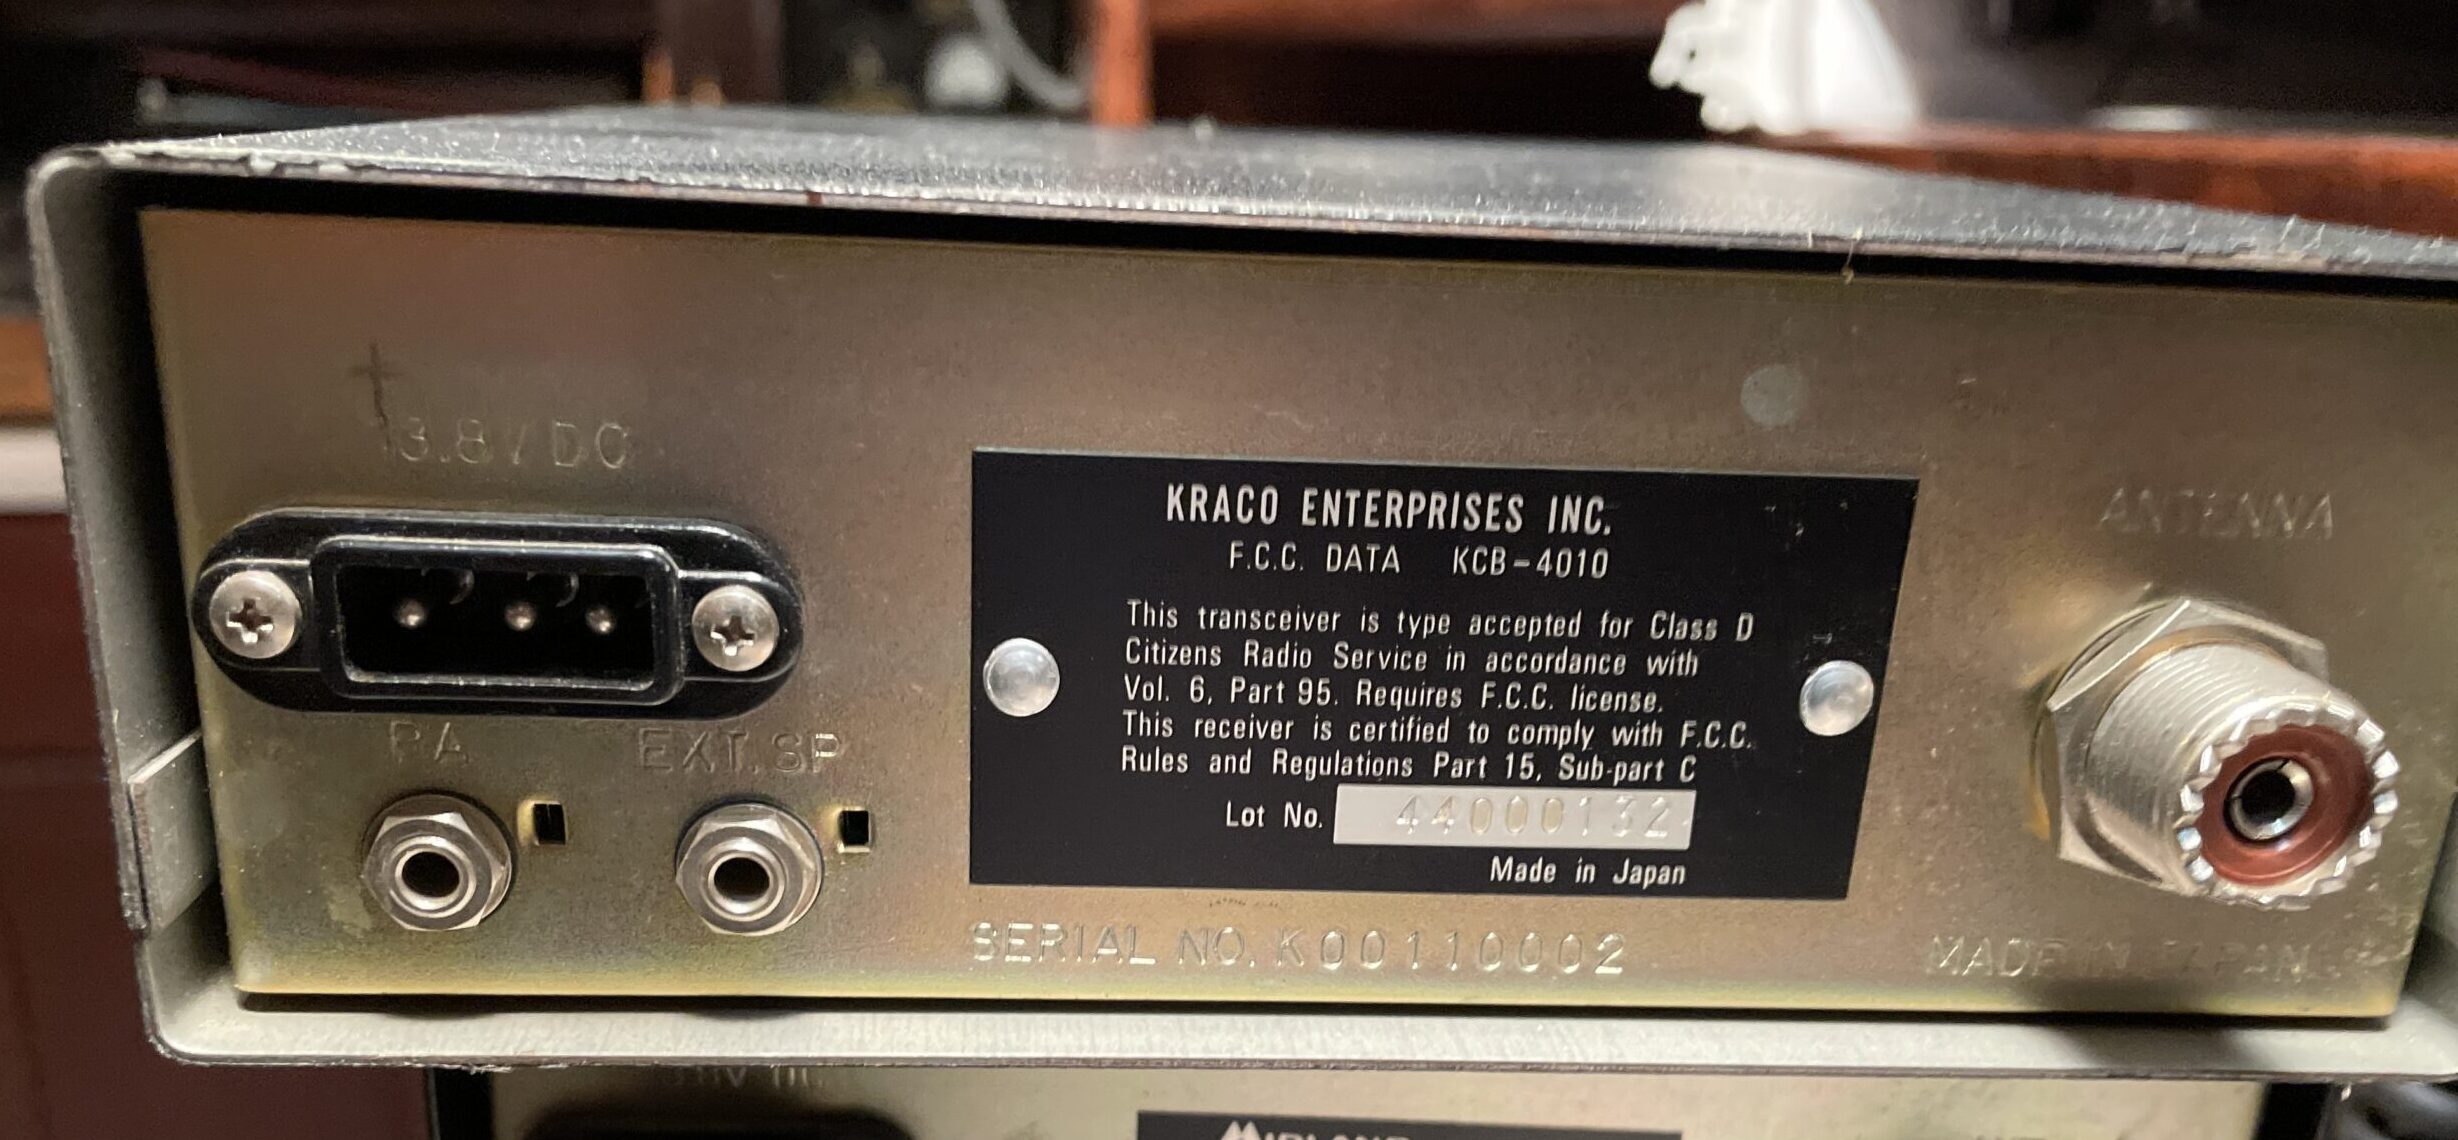 13.8V DC
KRACO ENTERPRISES INC.
F.C.C. DATA KCB-4010
ANTENNA
This transceiver is type accepted for Class D
Citizens Radio Service in accordance with
Vol. 6, Part 95. Requires F.C.C. license.
This receiver is certified to comply with F.C.C.
Rules and Regulations Part 15, Sub-part C
PA
EXT. SP
Lot No. 44000132
Made in Japan
SERIAL NO. K00110002
MADE IN JAPAN
MIDLAND